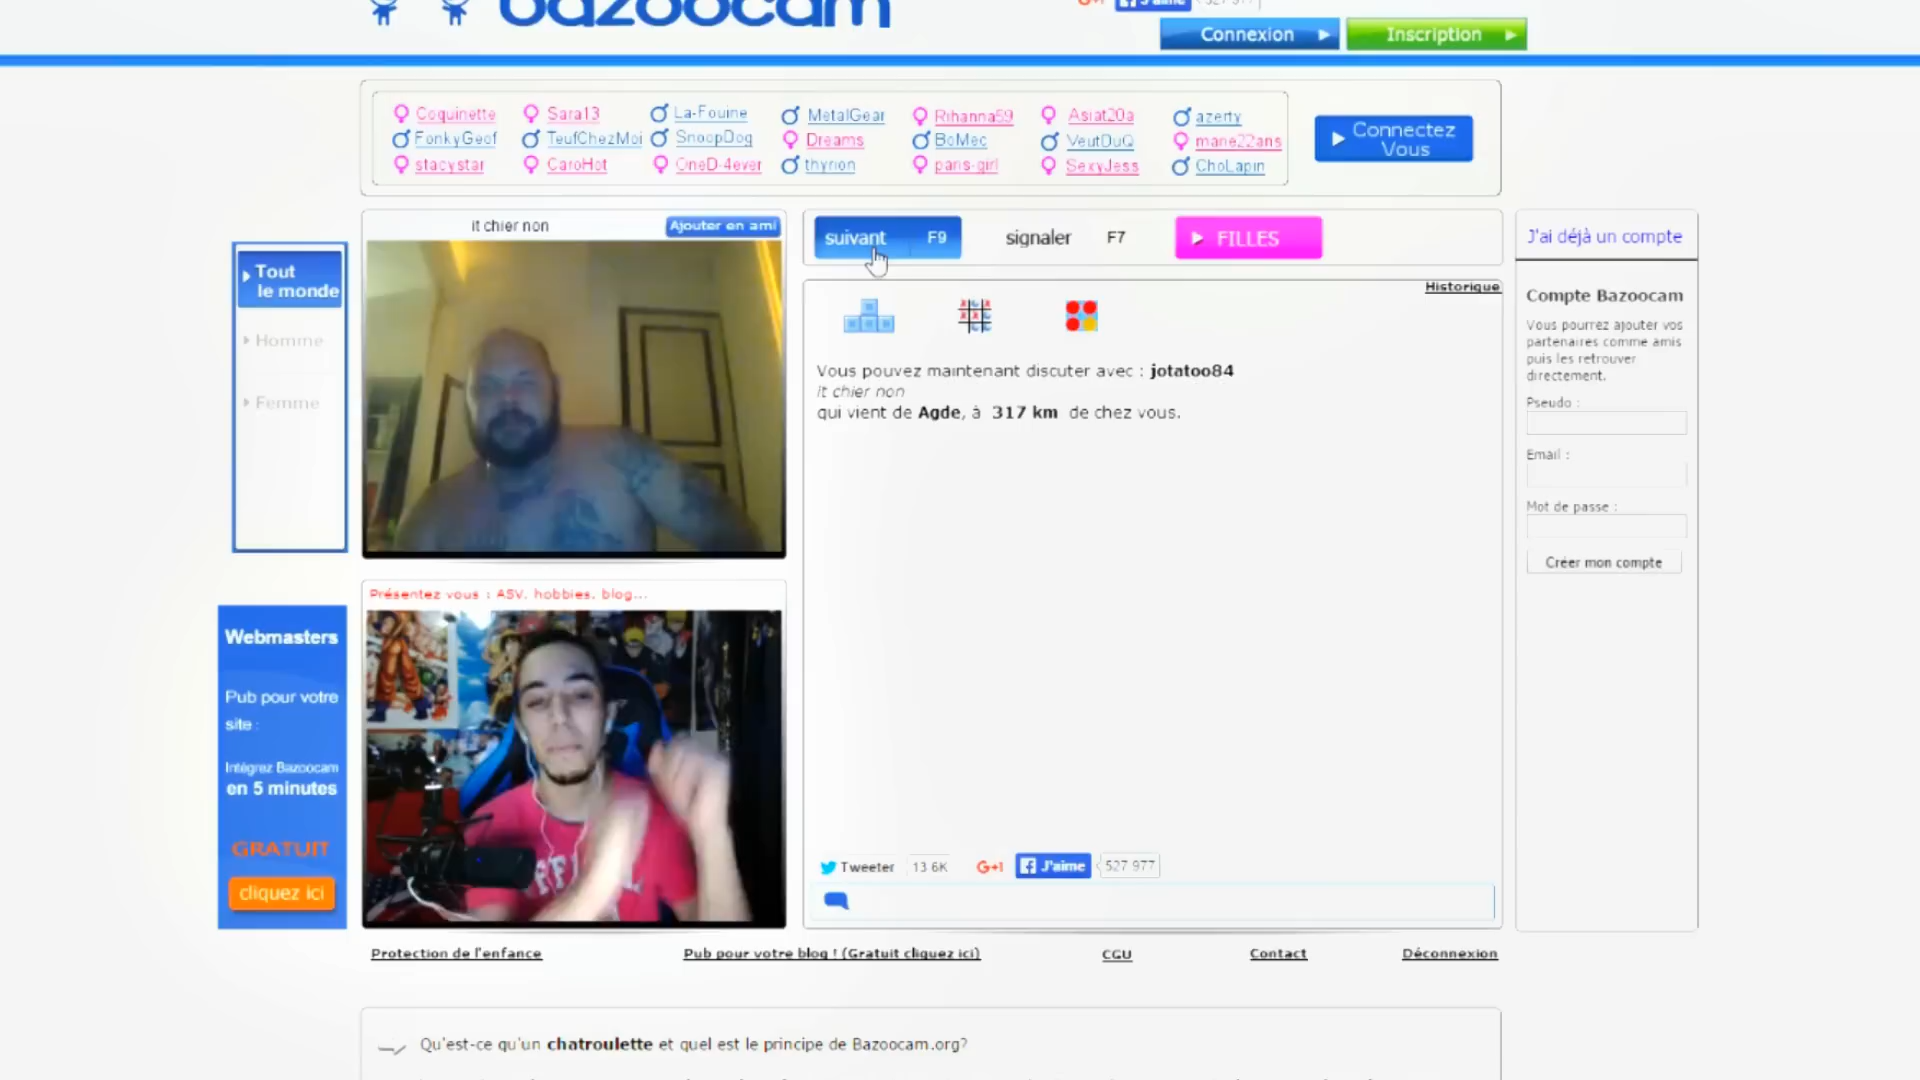 bazoocam
J'aime 527 977
Connexion
Inscription
Coquinette Sara13 La-Fouine MetalGear Rihanna59 Asiat20a azerty
FonkyGeof TeufChezMoi SnoopDog Dreams BoMec VeutDuQ mane22ans
stacystar CaroHot OneD-4ever thyrion paris-girl SexyJess ChoLapin
Connectez
Vous
it chier non
Ajouter en ami
suivant F9
signaler F7
FILLES
J'ai déjà un compte
Tout
le monde
Homme
Femme
Historique
Vous pouvez maintenant discuter avec : jotatoo84
it chier non
qui vient de Agde, à 317 km de chez vous.
Compte Bazoocam
Vous pourrez ajouter vos
partenaires comme amis
puis les retrouver
directement.
Pseudo :
Email :
Mot de passe :
Créer mon compte
Présentez vous : ASV, hobbies, blog...
Webmasters
Pub pour votre
site :
Intégrez Bazoocam
en 5 minutes
GRATUIT
cliquez ici
Tweeter 13.6K G+1 J'aime 527 977
Protection de l'enfance
Pub pour votre blog ! (Gratuit cliquez ici)
CGU
Contact
Déconnexion
Qu'est-ce qu'un chatroulette et quel est le principe de Bazoocam.org?